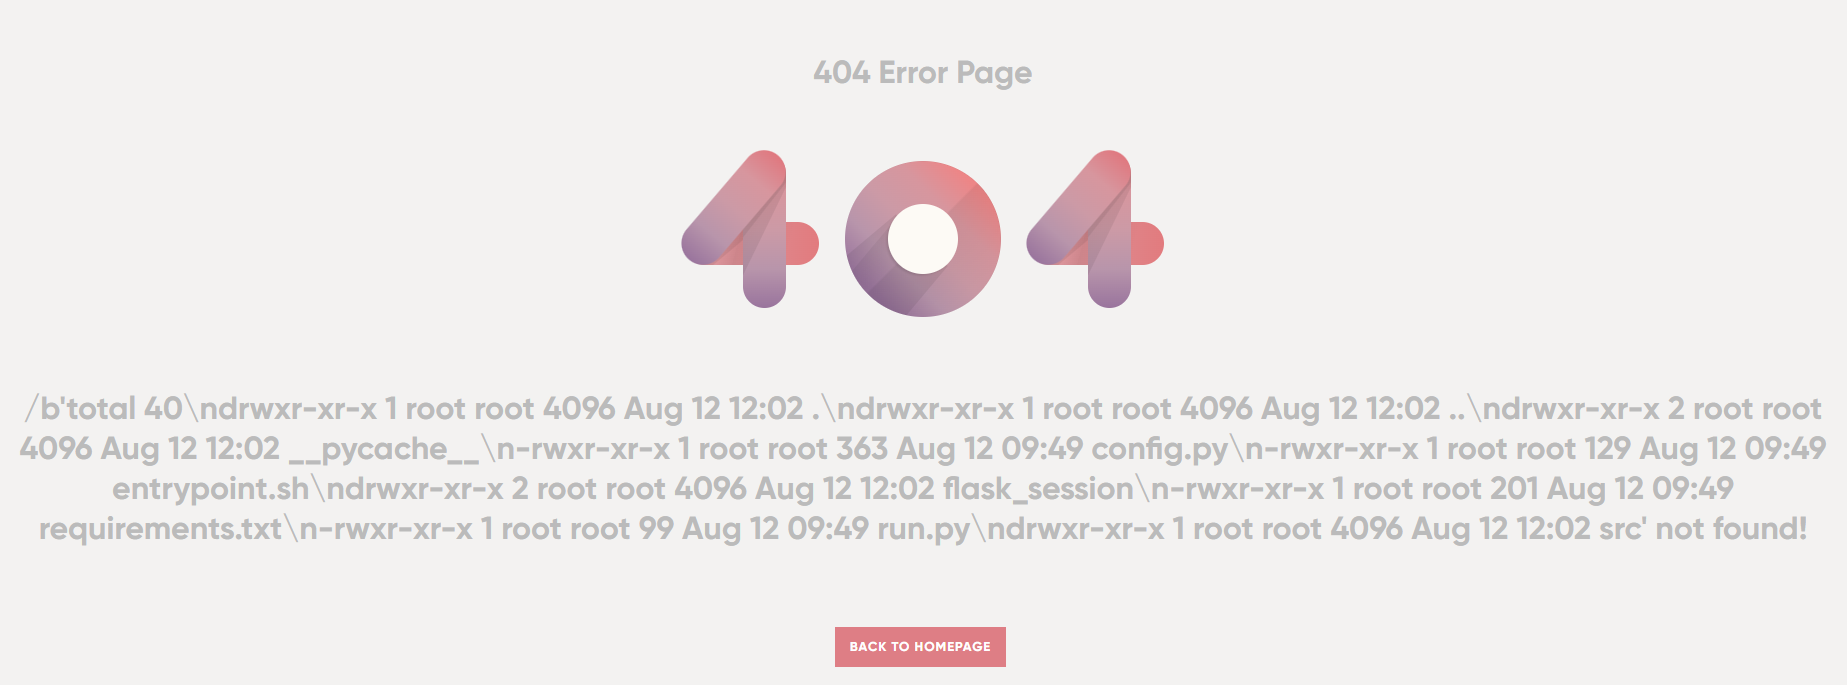 404 Error Page
404
/b'total 40\ndrwxr-xr-x 1 root root 4096 Aug 12 12:02 .\ndrwxr-xr-x 1 root root 4096 Aug 12 12:02 ..\ndrwxr-xr-x 2 root root
4096 Aug 12 12:02 __pycache__\n-rwxr-xr-x 1 root root 363 Aug 12 09:49 config.py\n-rwxr-xr-x 1 root root 129 Aug 12 09:49
entrypoint.sh\ndrwxr-xr-x 2 root root 4096 Aug 12 12:02 flask_session\n-rwxr-xr-x 1 root root 201 Aug 12 09:49
requirements.txt\n-rwxr-xr-x 1 root root 99 Aug 12 09:49 run.py\ndrwxr-xr-x 1 root root 4096 Aug 12 12:02 src' not found!
BACK TO HOMEPAGE